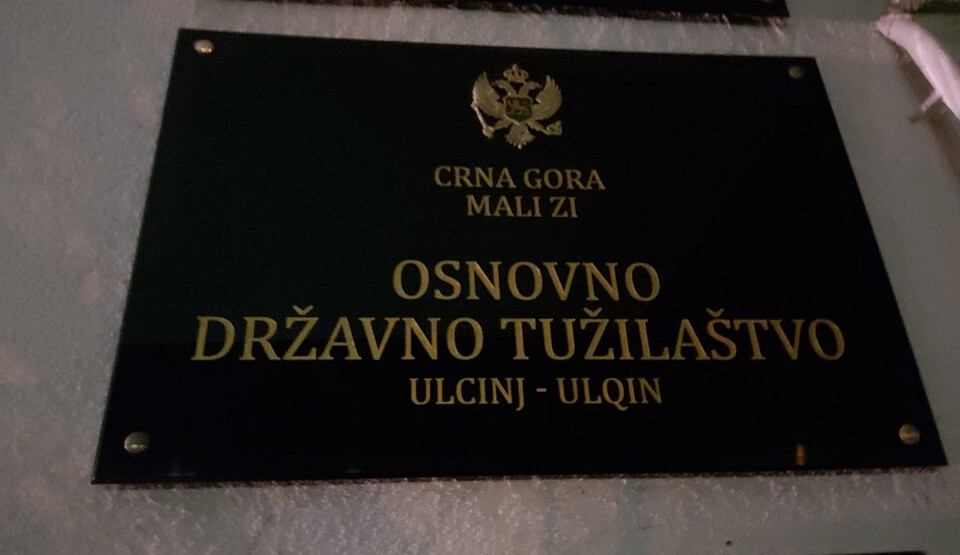 CRNA GORA
MALI ZI
OSNOVNO
DRŽAVNO TUŽILAŠTVO
ULCINJ - ULQIN